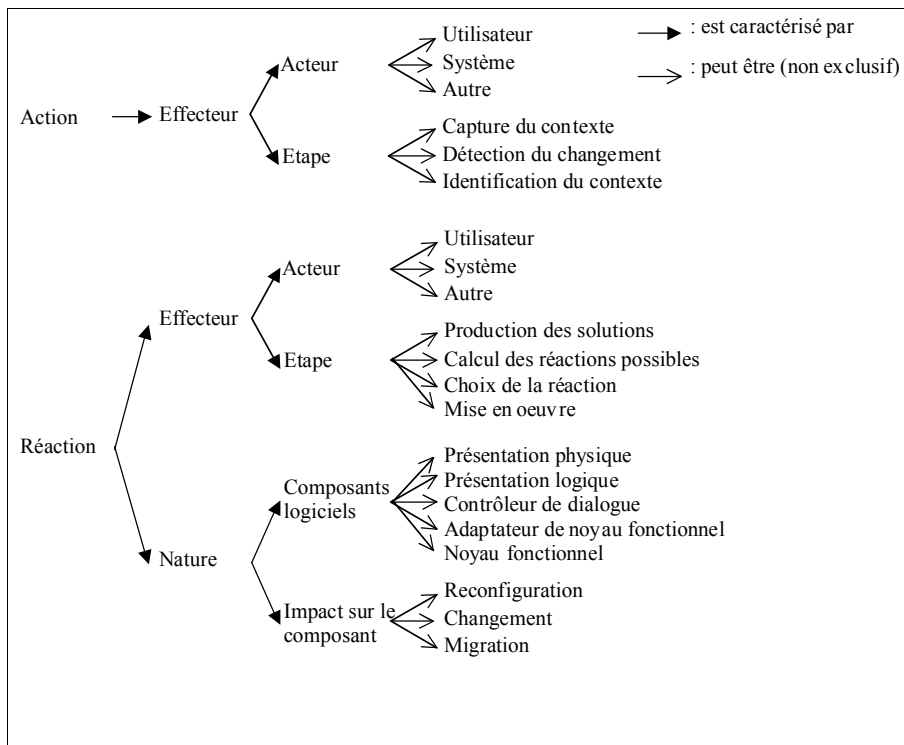 Utilisateur
: est caractérisé par
Acteur
Système
: peut être (non exclusif)
Autre
Action
Effecteur
Capture du contexte
Etape
Détection du changement
Identification du contexte
Utilisateur
Acteur
Système
Autre
Effecteur
Production des solutions
Etape
Calcul des réactions possibles
Choix de la réaction
Mise en oeuvre
Réaction
Présentation physique
Composants
logiciels
Présentation logique
Contrôleur de dialogue
Adaptateur de noyau fonctionnel
Noyau fonctionnel
Nature
Reconfiguration
Impact sur le
composant
Changement
Migration